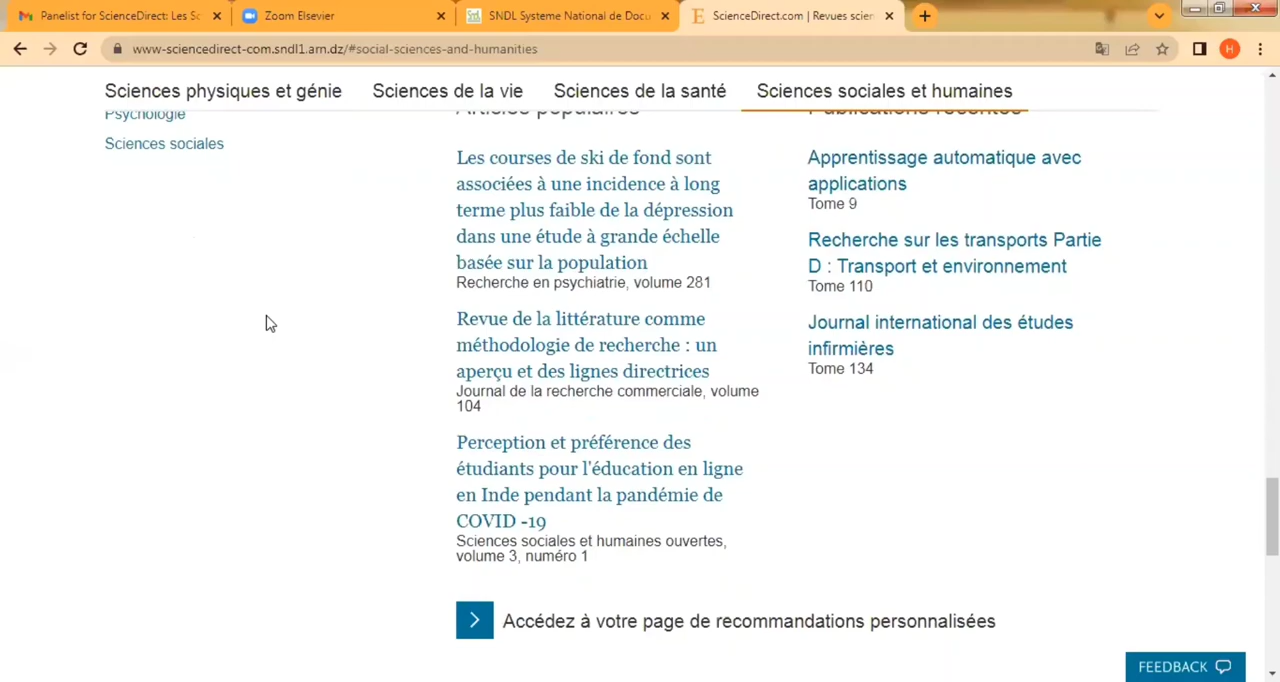 Panelist for ScienceDirect: Les Sc
Zoom Elsevier
SNDL Systeme National de Docu
ScienceDirect.com | Revues scien
www-sciencedirect-com.sndl1.arn.dz/#social-sciences-and-humanities
H
Sciences physiques et génie
Sciences de la vie
Sciences de la santé
Sciences sociales et humaines
Psychologie
Sciences sociales
Articles populaires
Les courses de ski de fond sont
associées à une incidence à long
terme plus faible de la dépression
dans une étude à grande échelle
basée sur la population
Recherche en psychiatrie, volume 281
Revue de la littérature comme
méthodologie de recherche : un
aperçu et des lignes directrices
Journal de la recherche commerciale, volume
104
Perception et préférence des
étudiants pour l'éducation en ligne
en Inde pendant la pandémie de
COVID -19
Sciences sociales et humaines ouvertes,
volume 3, numéro 1
Publications récentes
Apprentissage automatique avec
applications
Tome 9
Recherche sur les transports Partie
D : Transport et environnement
Tome 110
Journal international des études
infirmières
Tome 134
Accédez à votre page de recommandations personnalisées
FEEDBACK